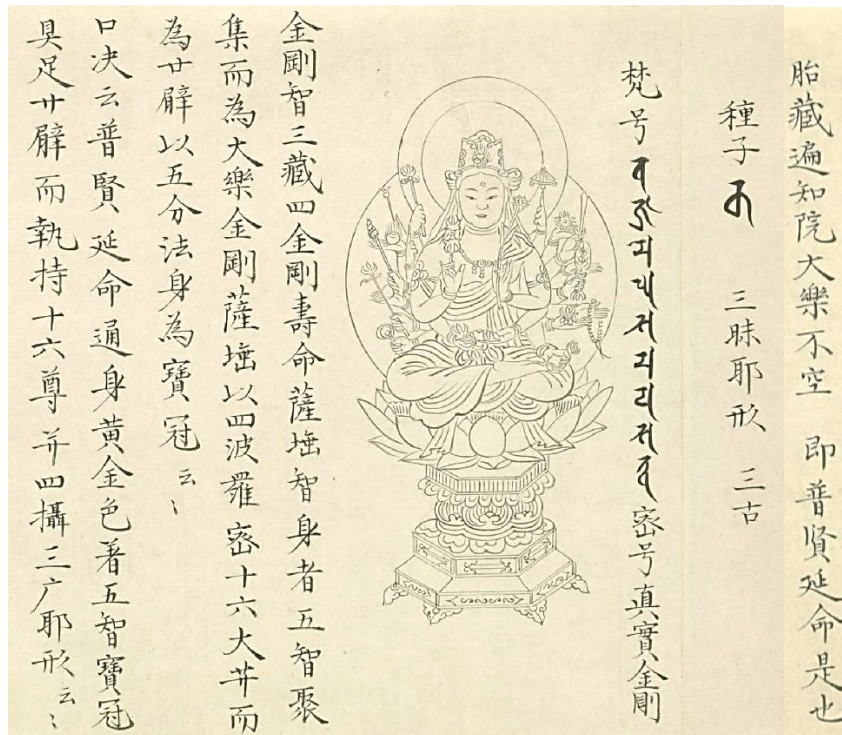 胎藏遍知院大樂不空 即普賢延命是也
種子 三昧耶形 三古
梵号 密号真實金剛
金剛智三藏四金剛壽命薩埵智身者五智聚
集而為大樂金剛薩埵以四波羅密十六大𦬇而
為廿臂以五分法身為寶冠 云〻
口决云普賢延命通身黄金色著五智寶冠
具足廿臂而執持十六尊并四攝三广耶形 云〻